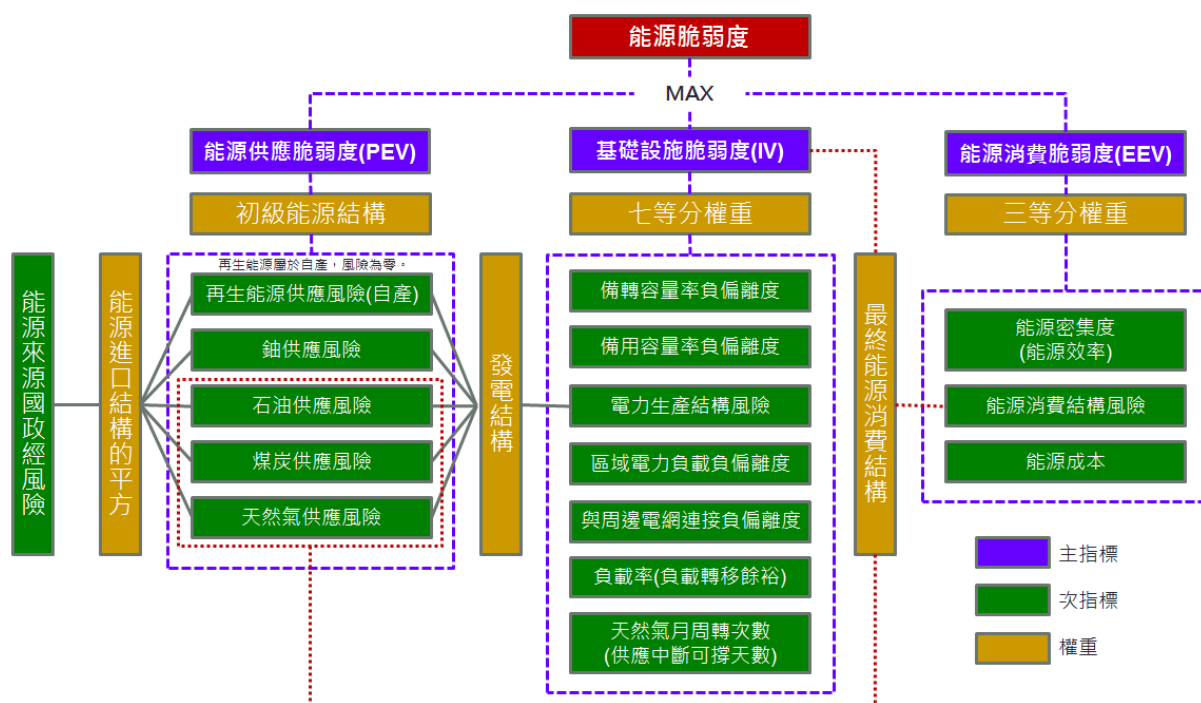 能源脆弱度
MAX
能源供應脆弱度(PEV)
基礎設施脆弱度(IV)
能源消費脆弱度(EEV)
初級能源結構
七等分權重
三等分權重
能源來源國政經風險
能源進口結構的平方
再生能源屬於自產，風險為零。
再生能源供應風險(自產)
鈾供應風險
石油供應風險
煤炭供應風險
天然氣供應風險
發電結構
備轉容量率負偏離度
備用容量率負偏離度
電力生產結構風險
區域電力負載負偏離度
與周邊電網連接負偏離度
負載率(負載轉移餘裕)
天然氣月周轉次數
(供應中斷可撐天數)
最終能源消費結構
能源密集度
(能源效率)
能源消費結構風險
能源成本
主指標
次指標
權重